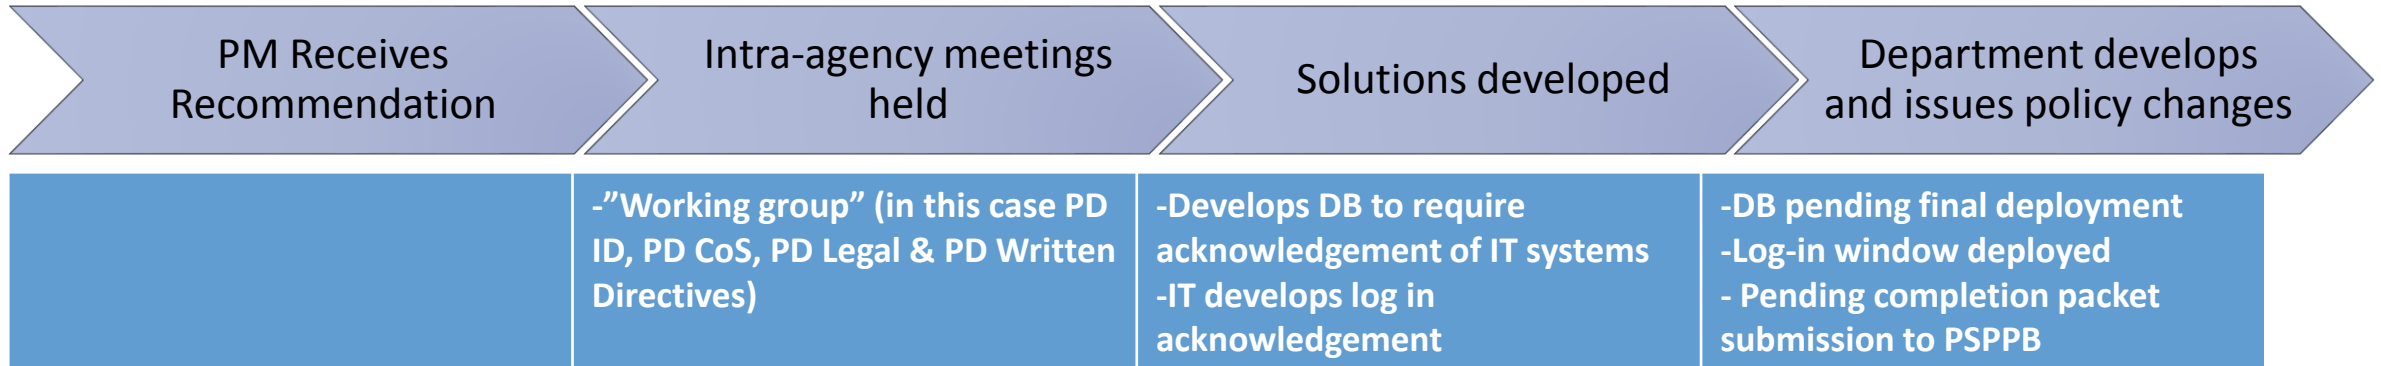 PM Receives
Recommendation
Intra-agency meetings
held
Solutions developed
Department develops
and issues policy changes
-”Working group” (in this case PD
ID, PD CoS, PD Legal & PD Written
Directives)
-Develops DB to require
acknowledgement of IT systems
-IT develops log in
acknowledgement
-DB pending final deployment
-Log-in window deployed
- Pending completion packet
submission to PSPPB